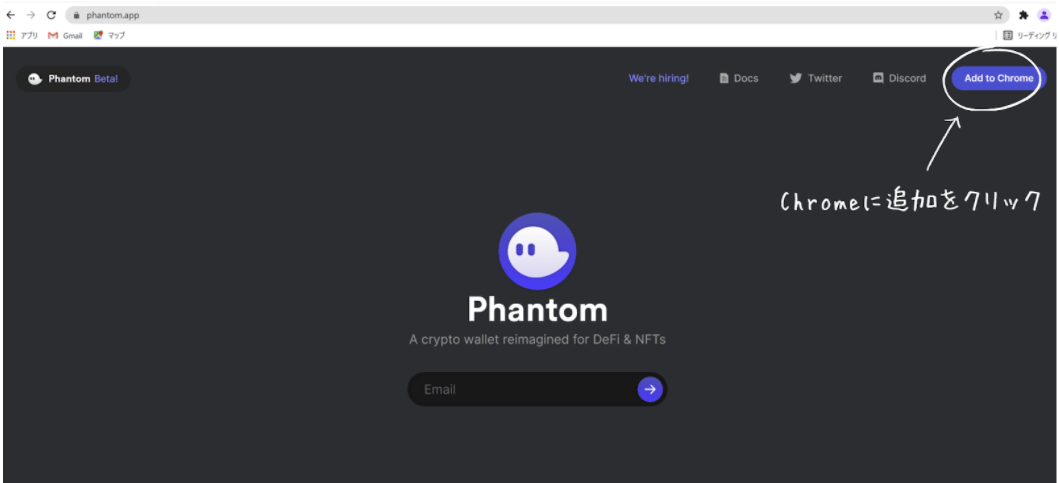 phantom.app
アプリ Gmail マップ リーディングリ
Phantom Beta! We're hiring! Docs Twitter Discord Add to Chrome
Chromeに追加をクリック
Phantom
A crypto wallet reimagined for DeFi & NFTs
Email